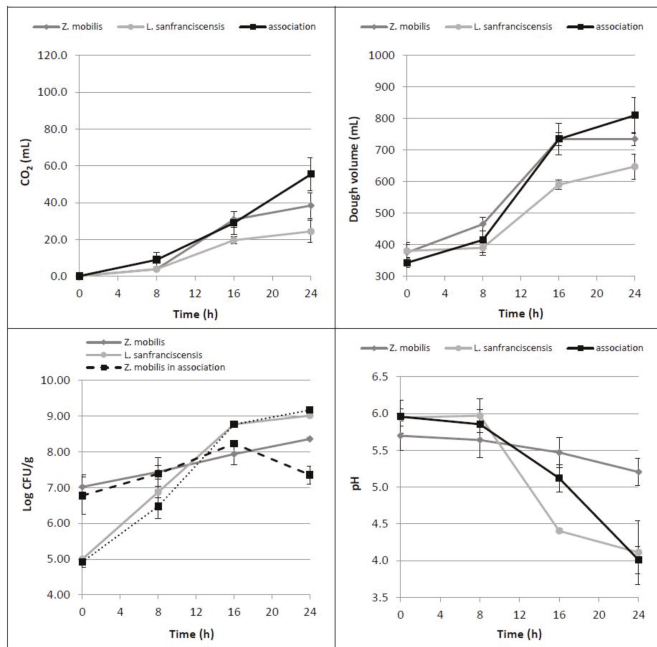 Z. mobilis L. sanfranciscensis association
120.0
100.0
80.0
60.0
40.0
20.0
0.0
CO2 (mL)
0 4 8 12 16 20 24
Time (h)
Z. mobilis L. sanfranciscensis association
1000
900
800
700
600
500
400
300
Dough volume (mL)
0 4 8 12 16 20 24
Time (h)
Z. mobilis
L. sanfranciscensis
Z. mobilis in association
10.00
9.00
8.00
7.00
6.00
5.00
4.00
Log CFU/g
0 4 8 12 16 20 24
Time (h)
Z. mobilis L. sanfranciscensis association
6.5
6.0
5.5
5.0
4.5
4.0
3.5
pH
0 4 8 12 16 20 24
Time (h)